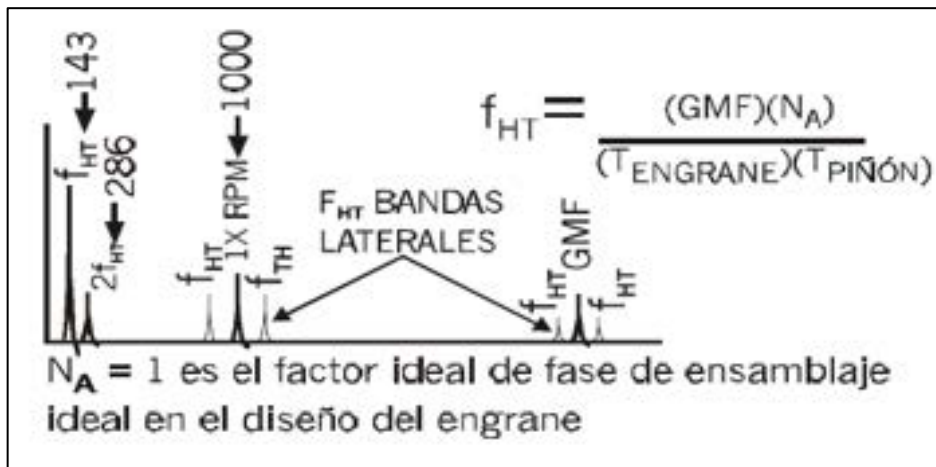 143
f_HT
286
2f_HT
1000
1X RPM
f_HT
f_TH
f_HT = (GMF)(N_A)
(T_ENGRANE)(T_PIÑÓN)
F_HT BANDAS
LATERALES
GMF
f_HT
f_HT
N_A = 1 es el factor ideal de fase de ensamblaje
ideal en el diseño del engrane